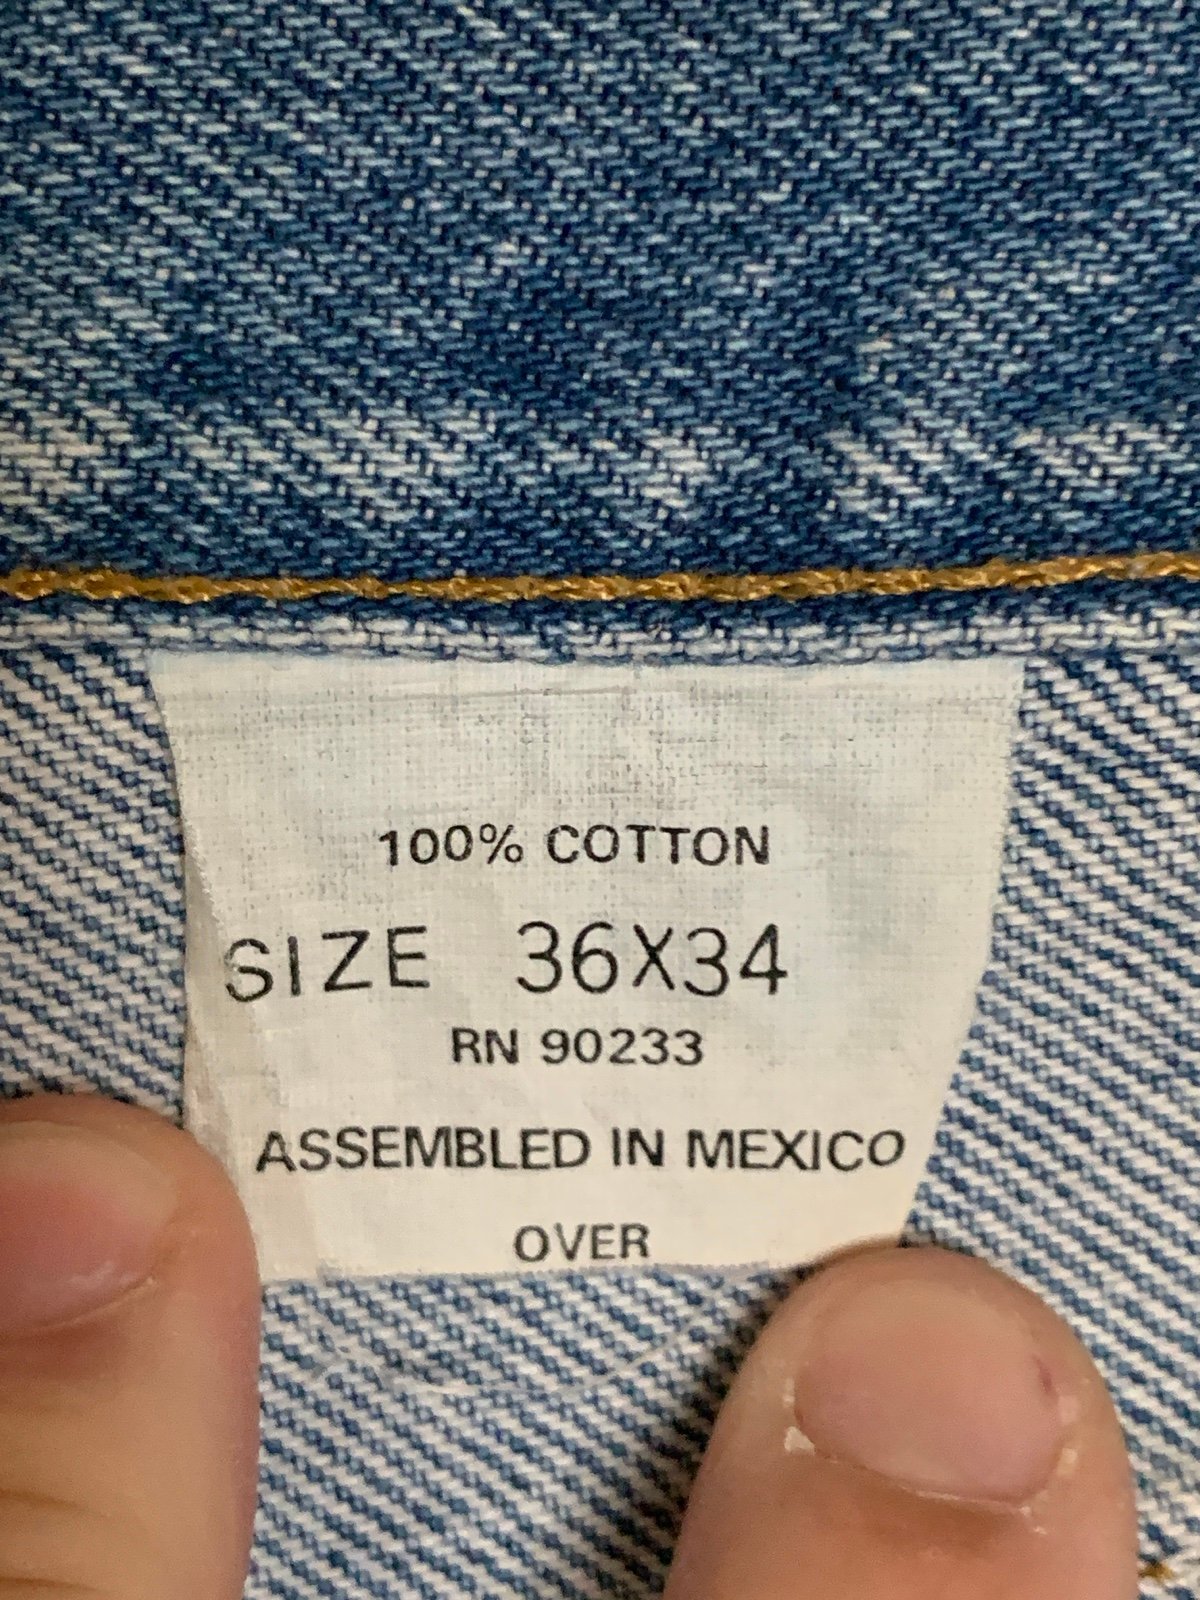 100% COTTON
SIZE 36X34
RN 90233
ASSEMBLED IN MEXICO
OVER